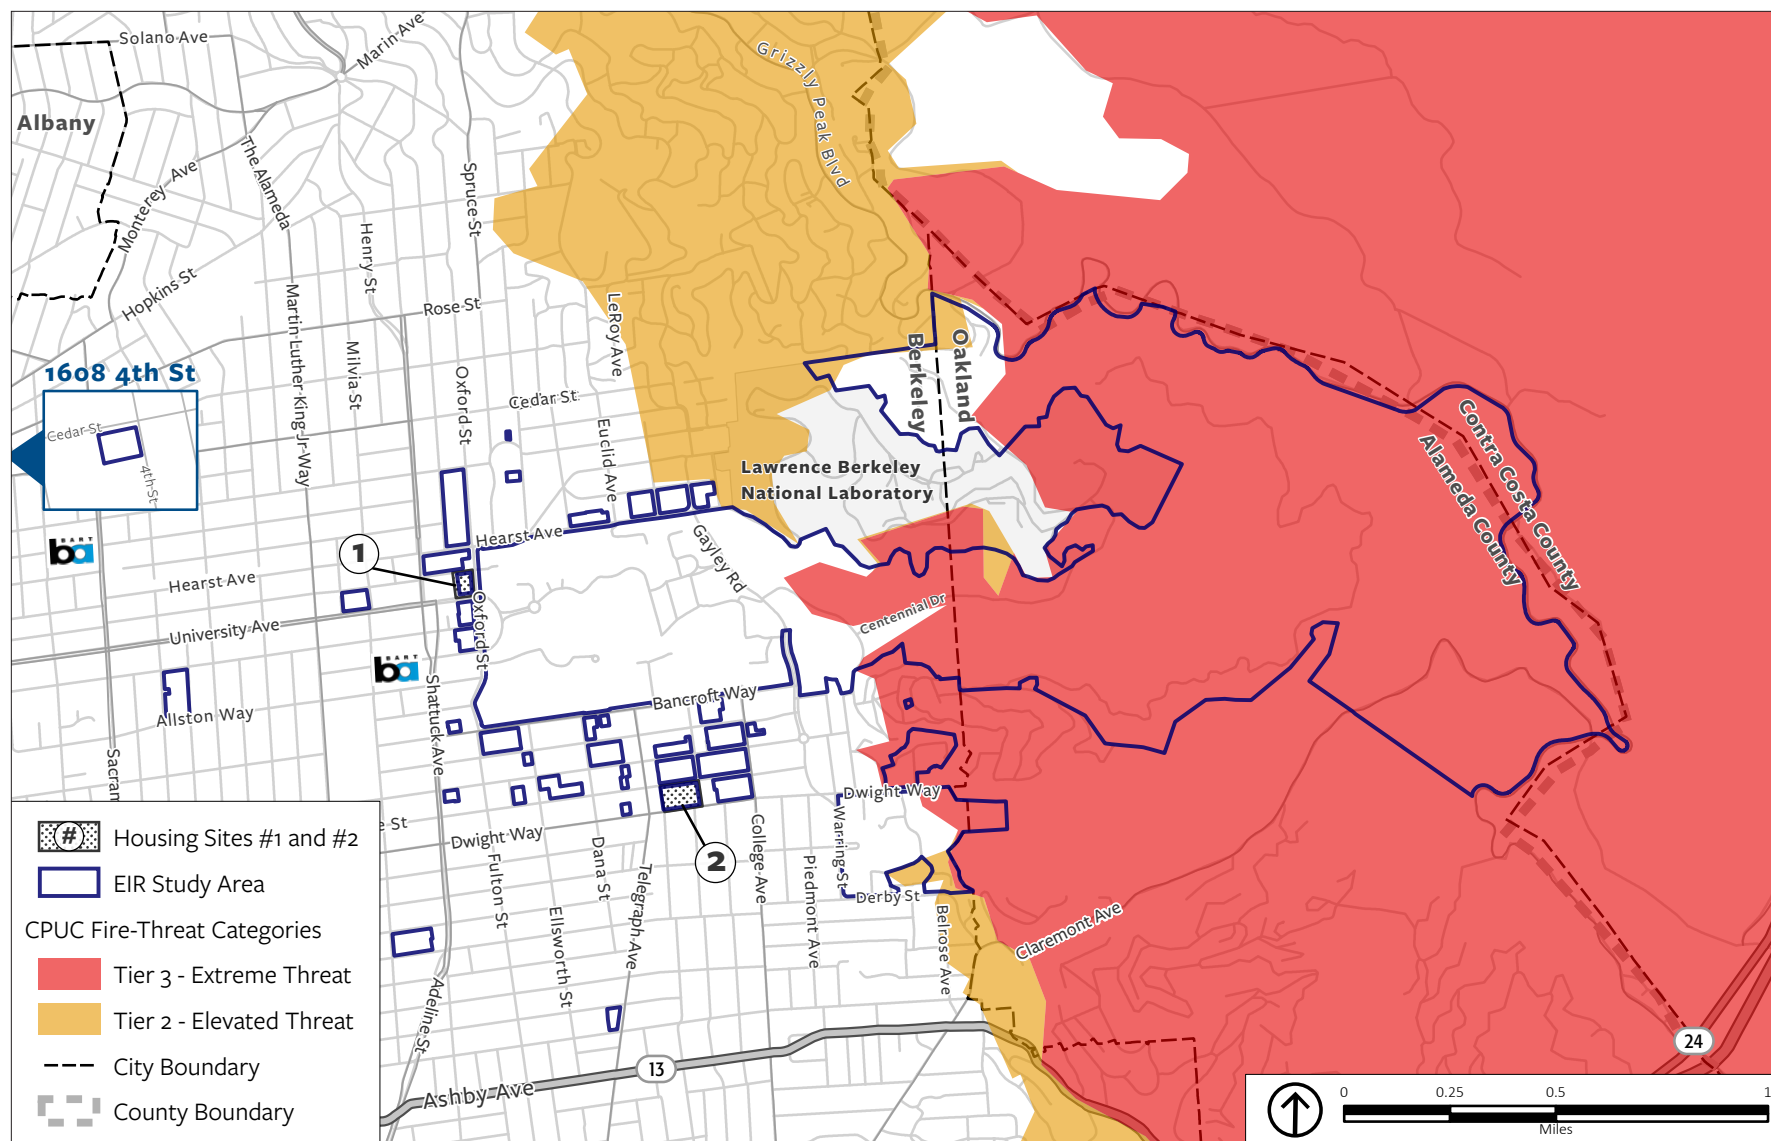 Solano Ave
Marin Ave
Grizzly Peak Blvd
Albany
The Alameda
Monterey Ave
Spruce St
Henry St
Hopkins St
Rose St
LeRoy Ave
Martin Luther King Jr Way
Milvia St
Oxford St
Berkeley
Oakland
1608 4th St
Cedar St
4th St
Cedar St
Euclid Ave
Lawrence Berkeley
National Laboratory
Contra Costa County
Alameda County
BART
ba
1
Hearst Ave
Gayley Rd
Hearst Ave
Oxford St
Centennial Dr
University Ave
BART
ba
Shattuck Ave
Bancroft Way
Allston Way
Sacram
Dwight Way
e St
Dwight Way
Fulton St
Dana St
Telegraph Ave
2
College Ave
Piedmont Ave
Warring St
Derby St
Belrose Ave
Claremont Ave
Ellsworth St
Adeline St
Ashby Ave
13
24
# Housing Sites #1 and #2
EIR Study Area
CPUC Fire-Threat Categories
Tier 3 - Extreme Threat
Tier 2 - Elevated Threat
City Boundary
County Boundary
0 0.25 0.5 1
Miles